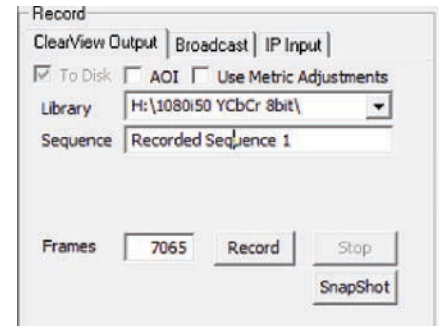 Record
ClearView Output Broadcast IP Input
To Disk AOI Use Metric Adjustments
Library H:\1080i50 YCbCr 8bit\
Sequence Recorded Sequence 1
Frames 7065 Record Stop
SnapShot